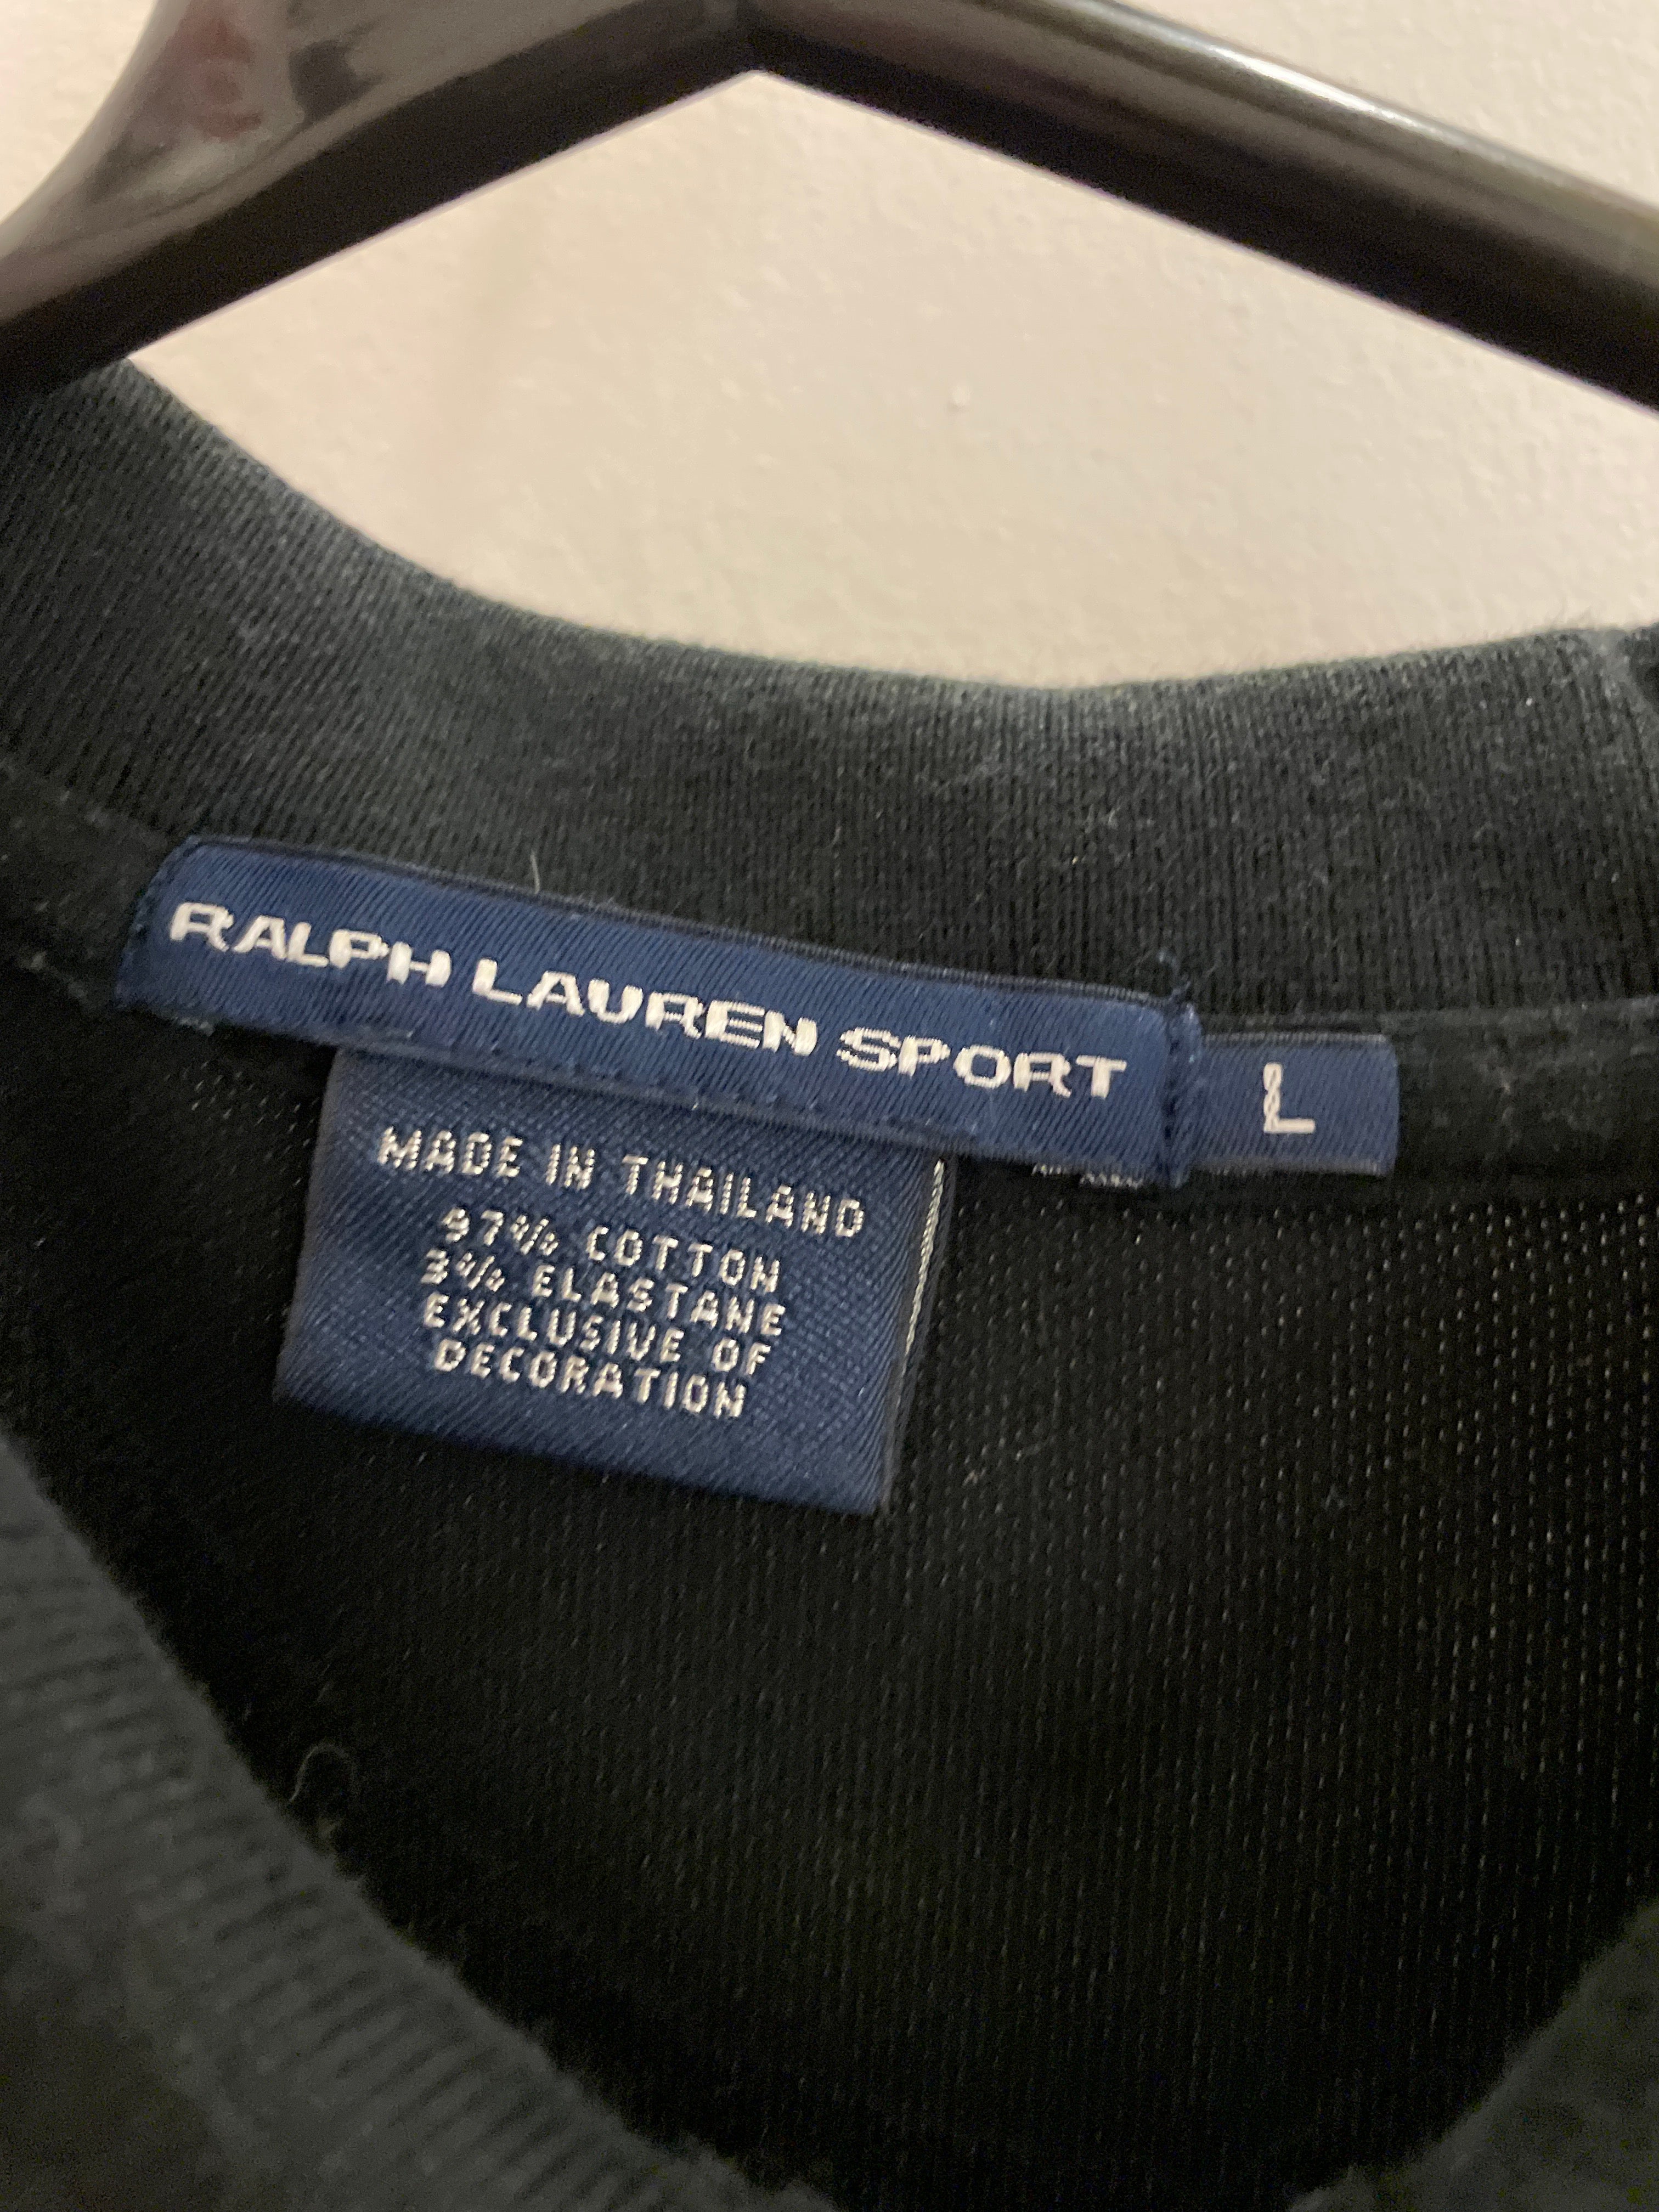 RALPH LAUREN SPORT
L
MADE IN THAILAND
97% COTTON
3% ELASTANE
EXCLUSIVE OF
DECORATION